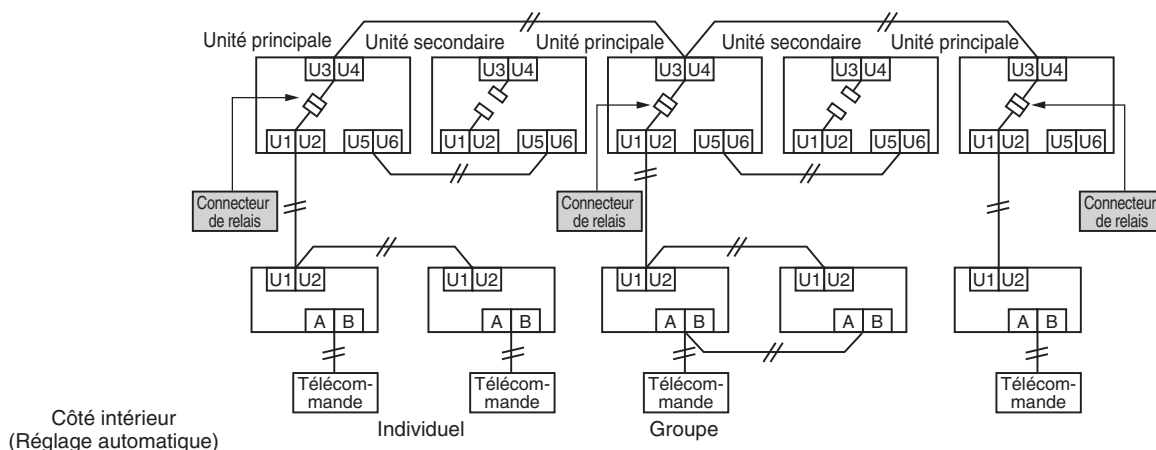 Unité principale
Unité secondaire
Unité principale
Unité secondaire
Unité principale
U3 U4
U3 U4
U3 U4
U3 U4
U3 U4
U1 U2
U5 U6
U1 U2
U5 U6
U1 U2
U5 U6
U1 U2
U5 U6
U1 U2
U5 U6
Connecteur
de relais
Connecteur
de relais
Connecteur
de relais
U1 U2
U1 U2
U1 U2
U1 U2
U1 U2
A B
A B
A B
A B
A B
Télécom-
mande
Télécom-
mande
Télécom-
mande
Télécom-
mande
Côté intérieur
(Réglage automatique)
Individuel
Groupe